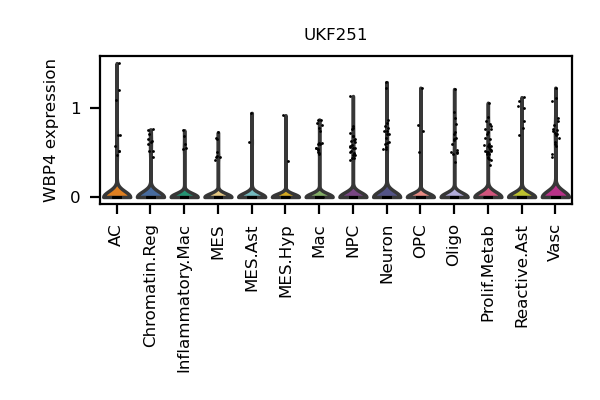 UKF251
WBP4 expression
1
0
AC
Chromatin.Reg
Inflammatory.Mac
MES
MES.Ast
MES.Hyp
Mac
NPC
Neuron
OPC
Oligo
Prolif.Metab
Reactive.Ast
Vasc